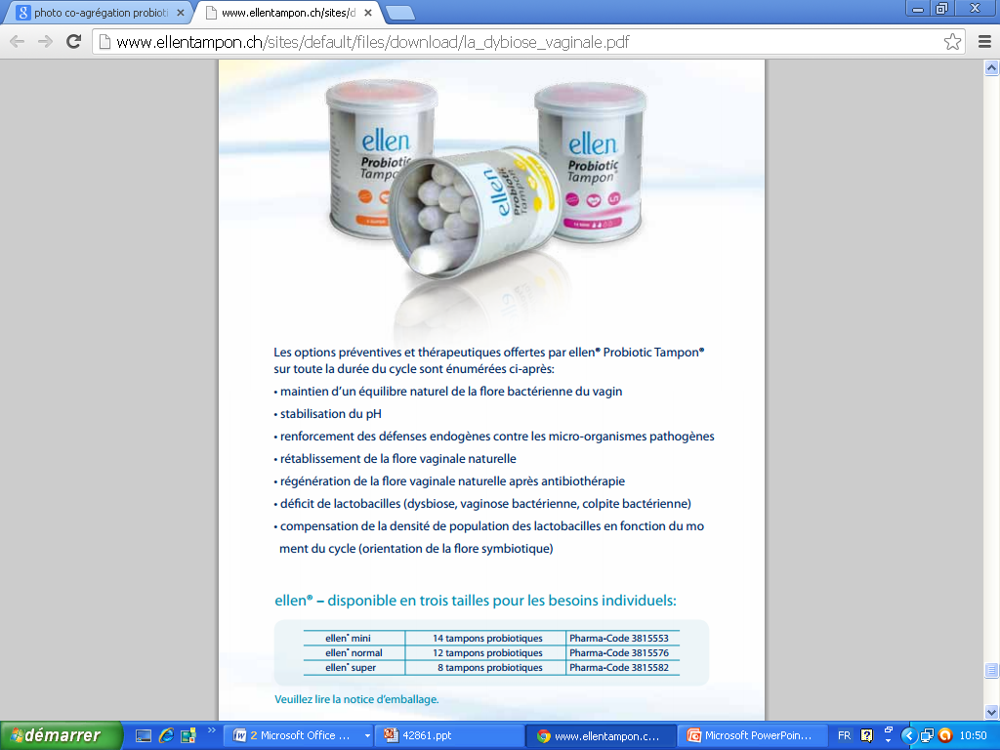 photo co-agrégation probioti
www.ellentampon.ch/sites/d
www.ellentampon.ch/sites/default/files/download/la_dybiose_vaginale.pdf
ellen
Probiotic
Tampon
ellen
Probiotic
Tampon
ellen
Probiotic
Tampon
Les options préventives et thérapeutiques offertes par ellen® Probiotic Tampon®
sur toute la durée du cycle sont énumérées ci-après:
• maintien d'un équilibre naturel de la flore bactérienne du vagin
• stabilisation du pH
• renforcement des défenses endogènes contre les micro-organismes pathogènes
• rétablissement de la flore vaginale naturelle
• régénération de la flore vaginale naturelle après antibiothérapie
• déficit de lactobacilles (dysbiose, vaginose bactérienne, colpite bactérienne)
• compensation de la densité de population des lactobacilles en fonction du mo
ment du cycle (orientation de la flore symbiotique)
ellen® – disponible en trois tailles pour les besoins individuels:
ellen® mini 14 tampons probiotiques Pharma-Code 3815553
ellen® normal 12 tampons probiotiques Pharma-Code 3815576
ellen® super 8 tampons probiotiques Pharma-Code 3815582
Veuillez lire la notice d'emballage.
démarrer
2 Microsoft Office ...
42861.ppt
www.ellentampon.c...
Microsoft PowerPoin...
FR
10:50